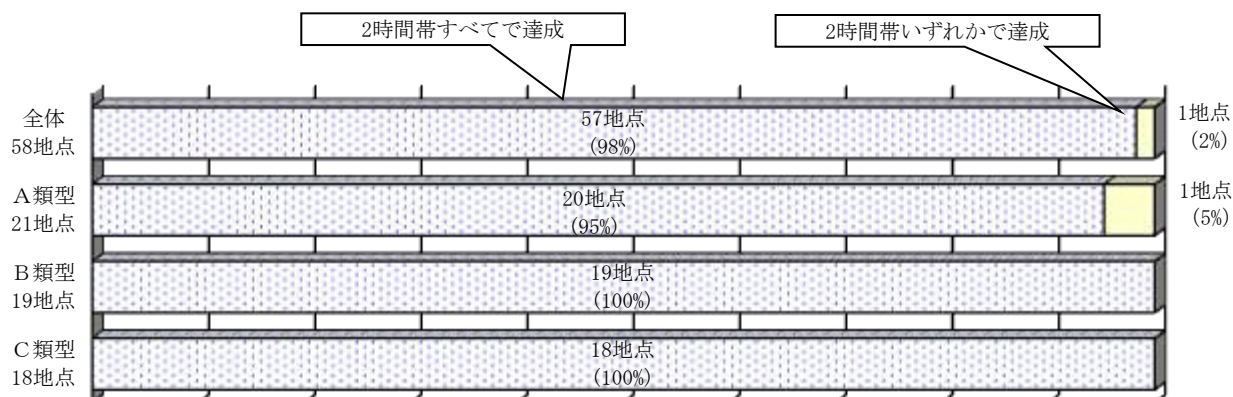 2時間帯すべてで達成
2時間帯いずれかで達成
全体
58地点
57地点
(98%)
1地点
(2%)
A類型
21地点
20地点
(95%)
1地点
(5%)
B類型
19地点
19地点
(100%)
C類型
18地点
18地点
(100%)